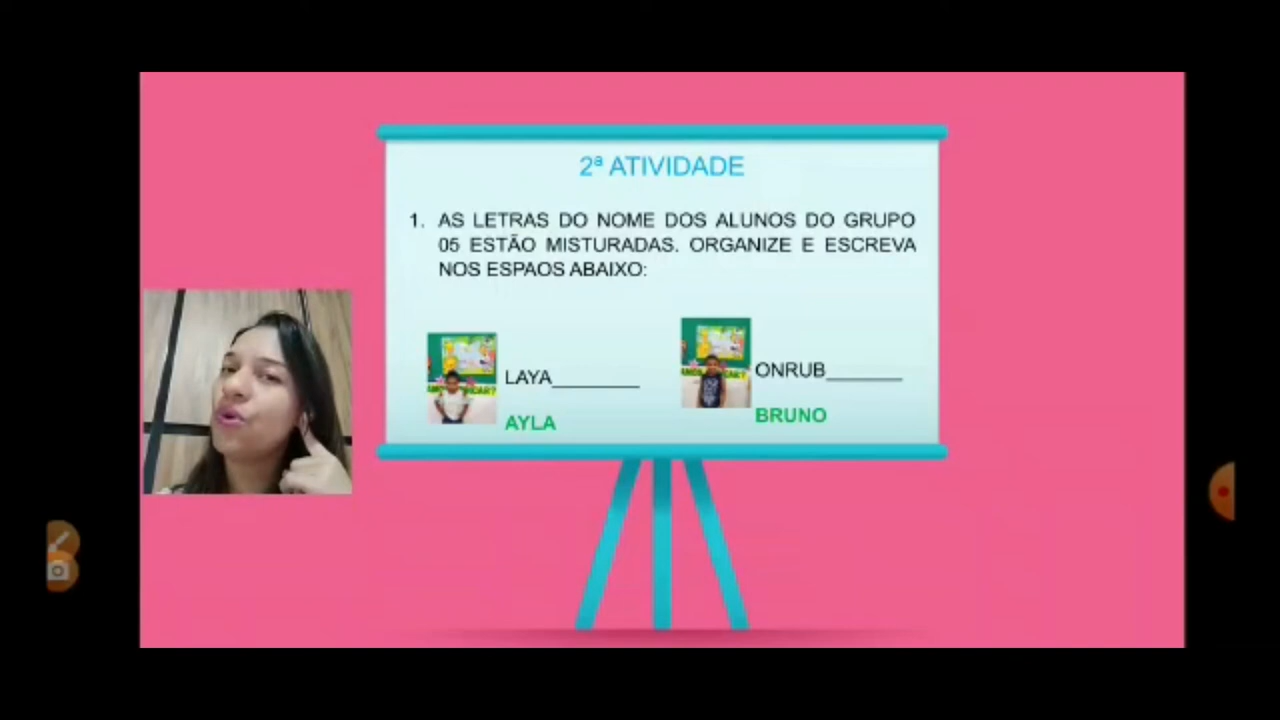 2ª ATIVIDADE
1. AS LETRAS DO NOME DOS ALUNOS DO GRUPO
05 ESTÃO MISTURADAS. ORGANIZE E ESCREVA
NOS ESPAOS ABAIXO:
LAYA_________
ONRUB_______
AYLA
BRUNO